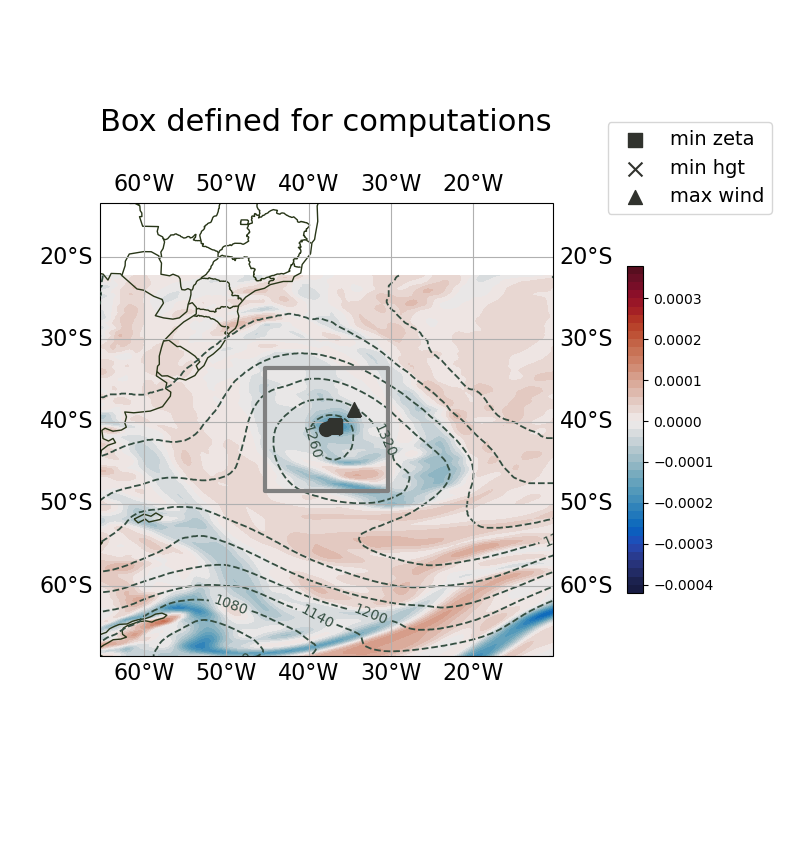 Box defined for computations
min zeta
min hgt
max wind
60°W 50°W 40°W 30°W 20°W
20°S 20°S
30°S 30°S
40°S 40°S
50°S 50°S
60°S 60°S
1260
1320
1080
1140
1200
60°W 50°W 40°W 30°W 20°W
0.0003
0.0002
0.0001
0.0000
−0.0001
−0.0002
−0.0003
−0.0004